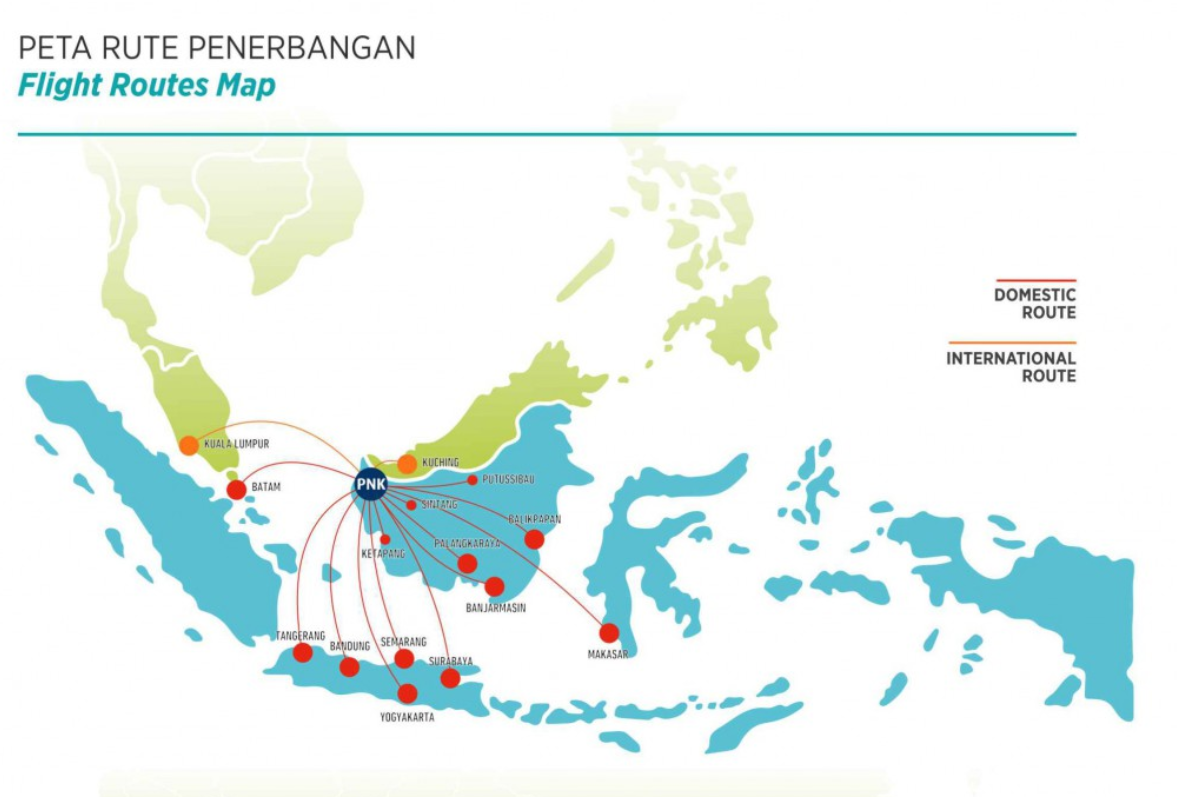 PETA RUTE PENERBANGAN
Flight Routes Map
DOMESTIC
ROUTE
INTERNATIONAL
ROUTE
KUALA LUMPUR
KUCHING
BATAM
PNK
PUTUSSIBAU
SINTANG
BALIKPAPAN
KETAPANG
PALANGKARAYA
BANJARMASIN
TANGERANG
BANDUNG
SEMARANG
SURABAYA
MAKASAR
YOGYAKARTA